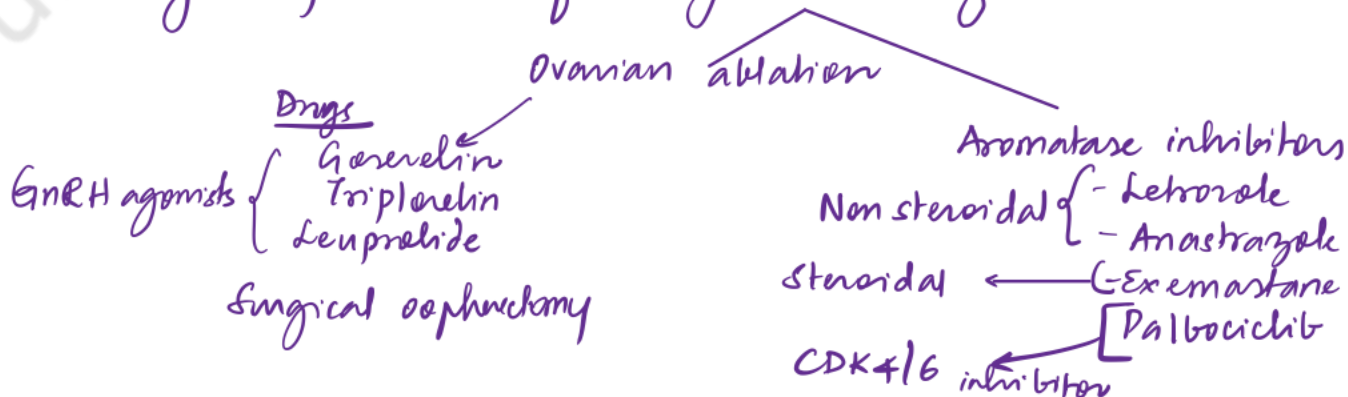 Ovarian ablation
Drugs
Goserelin
GnRH agonists { Triptorelin
Leuprolide
Surgical oophorectomy
Aromatase inhibitors
Non steroidal { - Letrozole
- Anastrazole
Steroidal ← - Exemastane
[ Palbociclib
CDK4/6 inhibitor